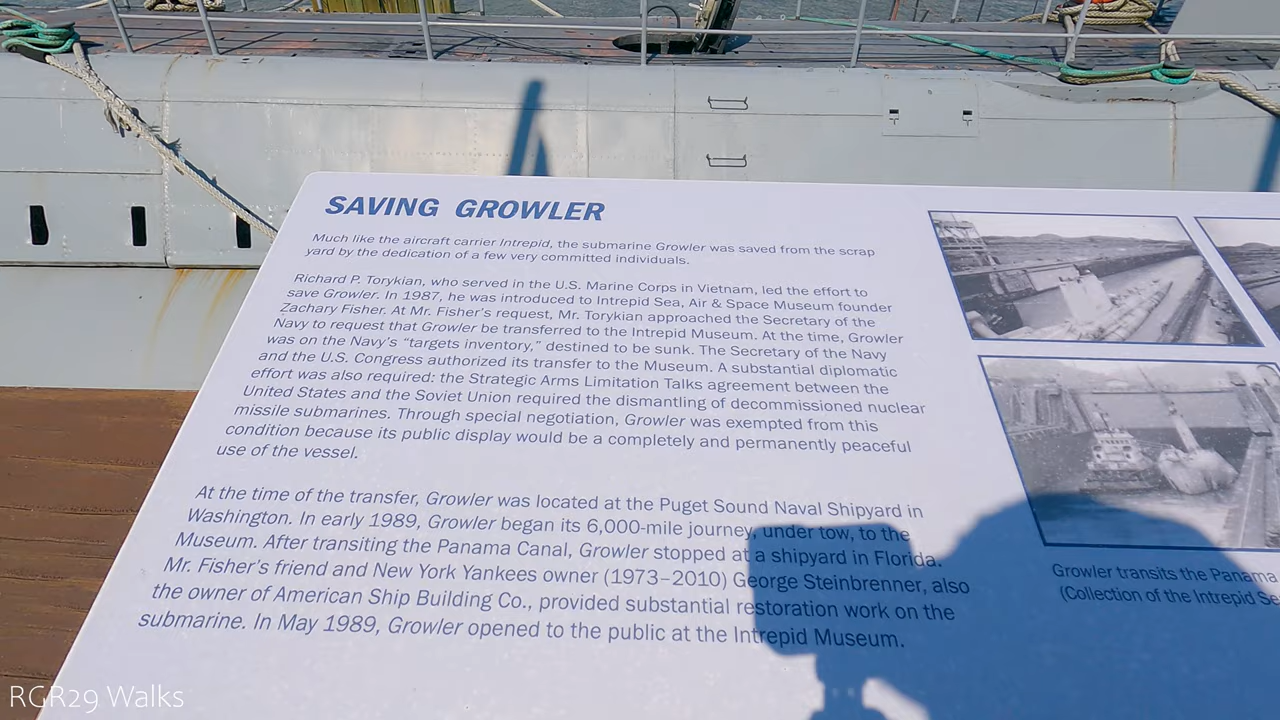 SAVING GROWLER
Much like the aircraft carrier Intrepid, the submarine Growler was saved from the scrap
yard by the dedication of a few very committed individuals.
Richard P. Torykian, who served in the U.S. Marine Corps in Vietnam, led the effort to
save Growler. In 1987, he was introduced to Intrepid Sea, Air & Space Museum founder
Zachary Fisher. At Mr. Fisher's request, Mr. Torykian approached the Secretary of the
Navy to request that Growler be transferred to the Intrepid Museum. At the time, Growler
was on the Navy's "targets inventory," destined to be sunk. The Secretary of the Navy
and the U.S. Congress authorized its transfer to the Museum. A substantial diplomatic
effort was also required: the Strategic Arms Limitation Talks agreement between the
United States and the Soviet Union required the dismantling of decommissioned nuclear
missile submarines. Through special negotiation, Growler was exempted from this
condition because its public display would be a completely and permanently peaceful
use of the vessel.
At the time of the transfer, Growler was located at the Puget Sound Naval Shipyard in
Washington. In early 1989, Growler began its 6,000-mile journey, under tow, to the
Museum. After transiting the Panama Canal, Growler stopped at a shipyard in Florida.
Mr. Fisher's friend and New York Yankees owner (1973–2010) George Steinbrenner, also
the owner of American Ship Building Co., provided substantial restoration work on the
submarine. In May 1989, Growler opened to the public at the Intrepid Museum.
Growler transits the Panama
(Collection of the Intrepid Se
RGR29 Walks